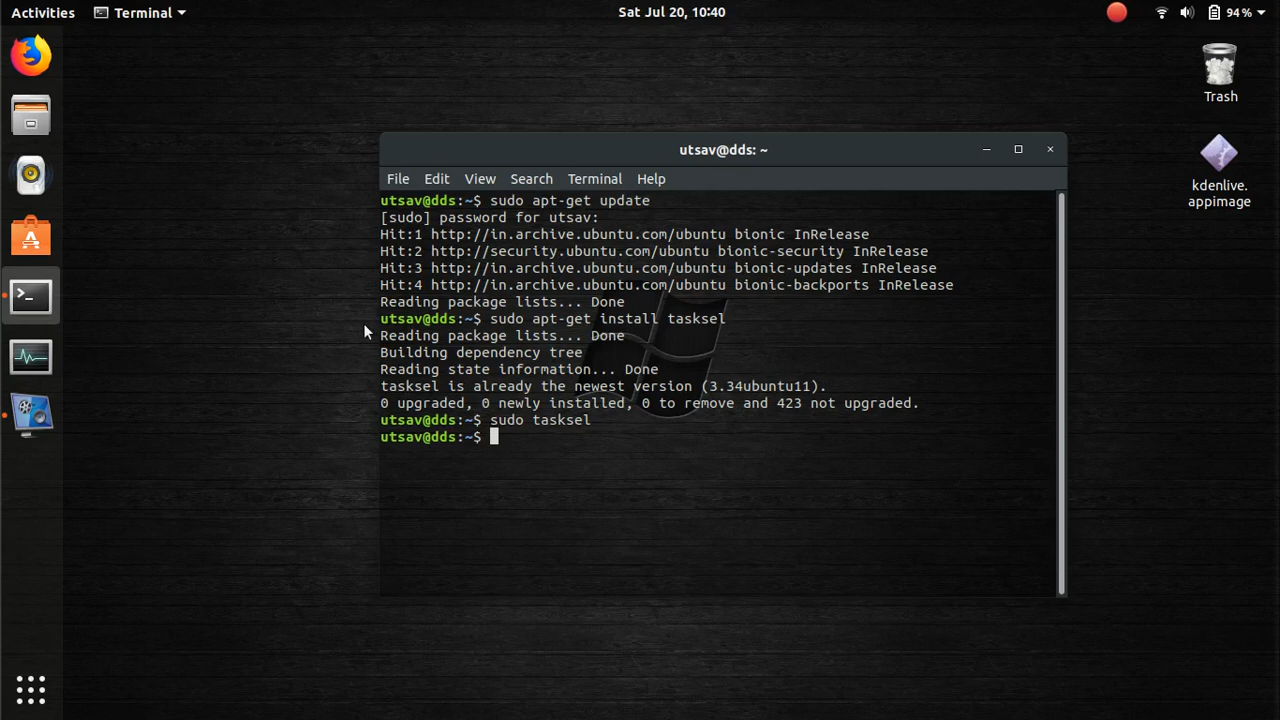 Activities
Terminal
Sat Jul 20, 10:40
94 %
Trash
kdenlive.
appimage
utsav@dds: ~
File Edit View Search Terminal Help
utsav@dds:~$ sudo apt-get update
[sudo] password for utsav:
Hit:1 http://in.archive.ubuntu.com/ubuntu bionic InRelease
Hit:2 http://security.ubuntu.com/ubuntu bionic-security InRelease
Hit:3 http://in.archive.ubuntu.com/ubuntu bionic-updates InRelease
Hit:4 http://in.archive.ubuntu.com/ubuntu bionic-backports InRelease
Reading package lists... Done
utsav@dds:~$ sudo apt-get install tasksel
Reading package lists... Done
Building dependency tree
Reading state information... Done
tasksel is already the newest version (3.34ubuntu11).
0 upgraded, 0 newly installed, 0 to remove and 423 not upgraded.
utsav@dds:~$ sudo tasksel
utsav@dds:~$